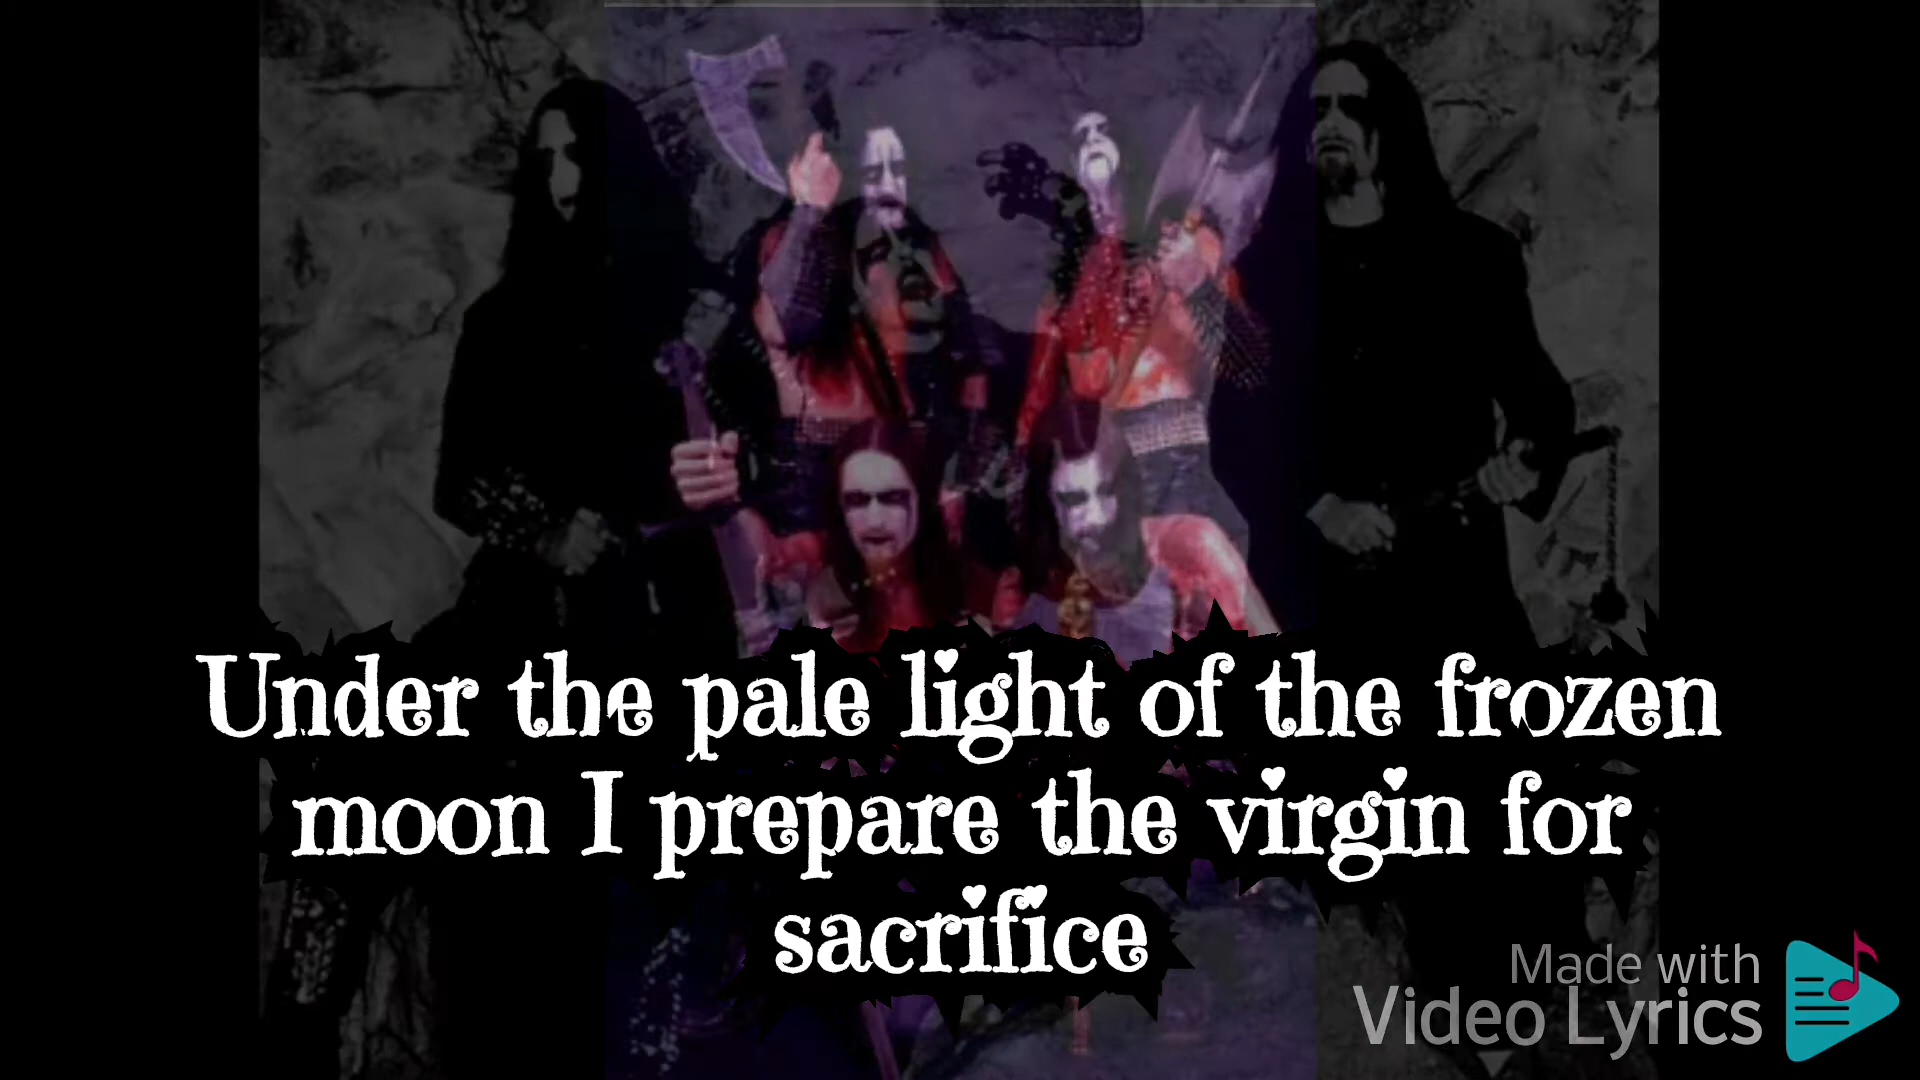 Under the pale light of the frozen
moon I prepare the virgin for
sacrifice
Made with
Video Lyrics